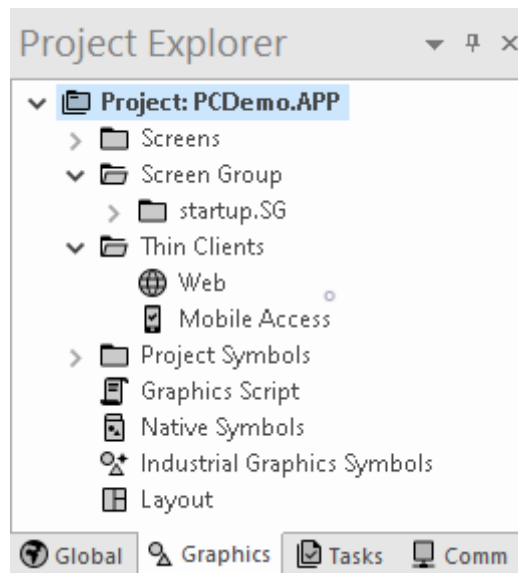 Project Explorer
Project: PCDemo.APP
Screens
Screen Group
startup.SG
Thin Clients
Web
Mobile Access
Project Symbols
Graphics Script
Native Symbols
Industrial Graphics Symbols
Layout
Global Graphics Tasks Comm